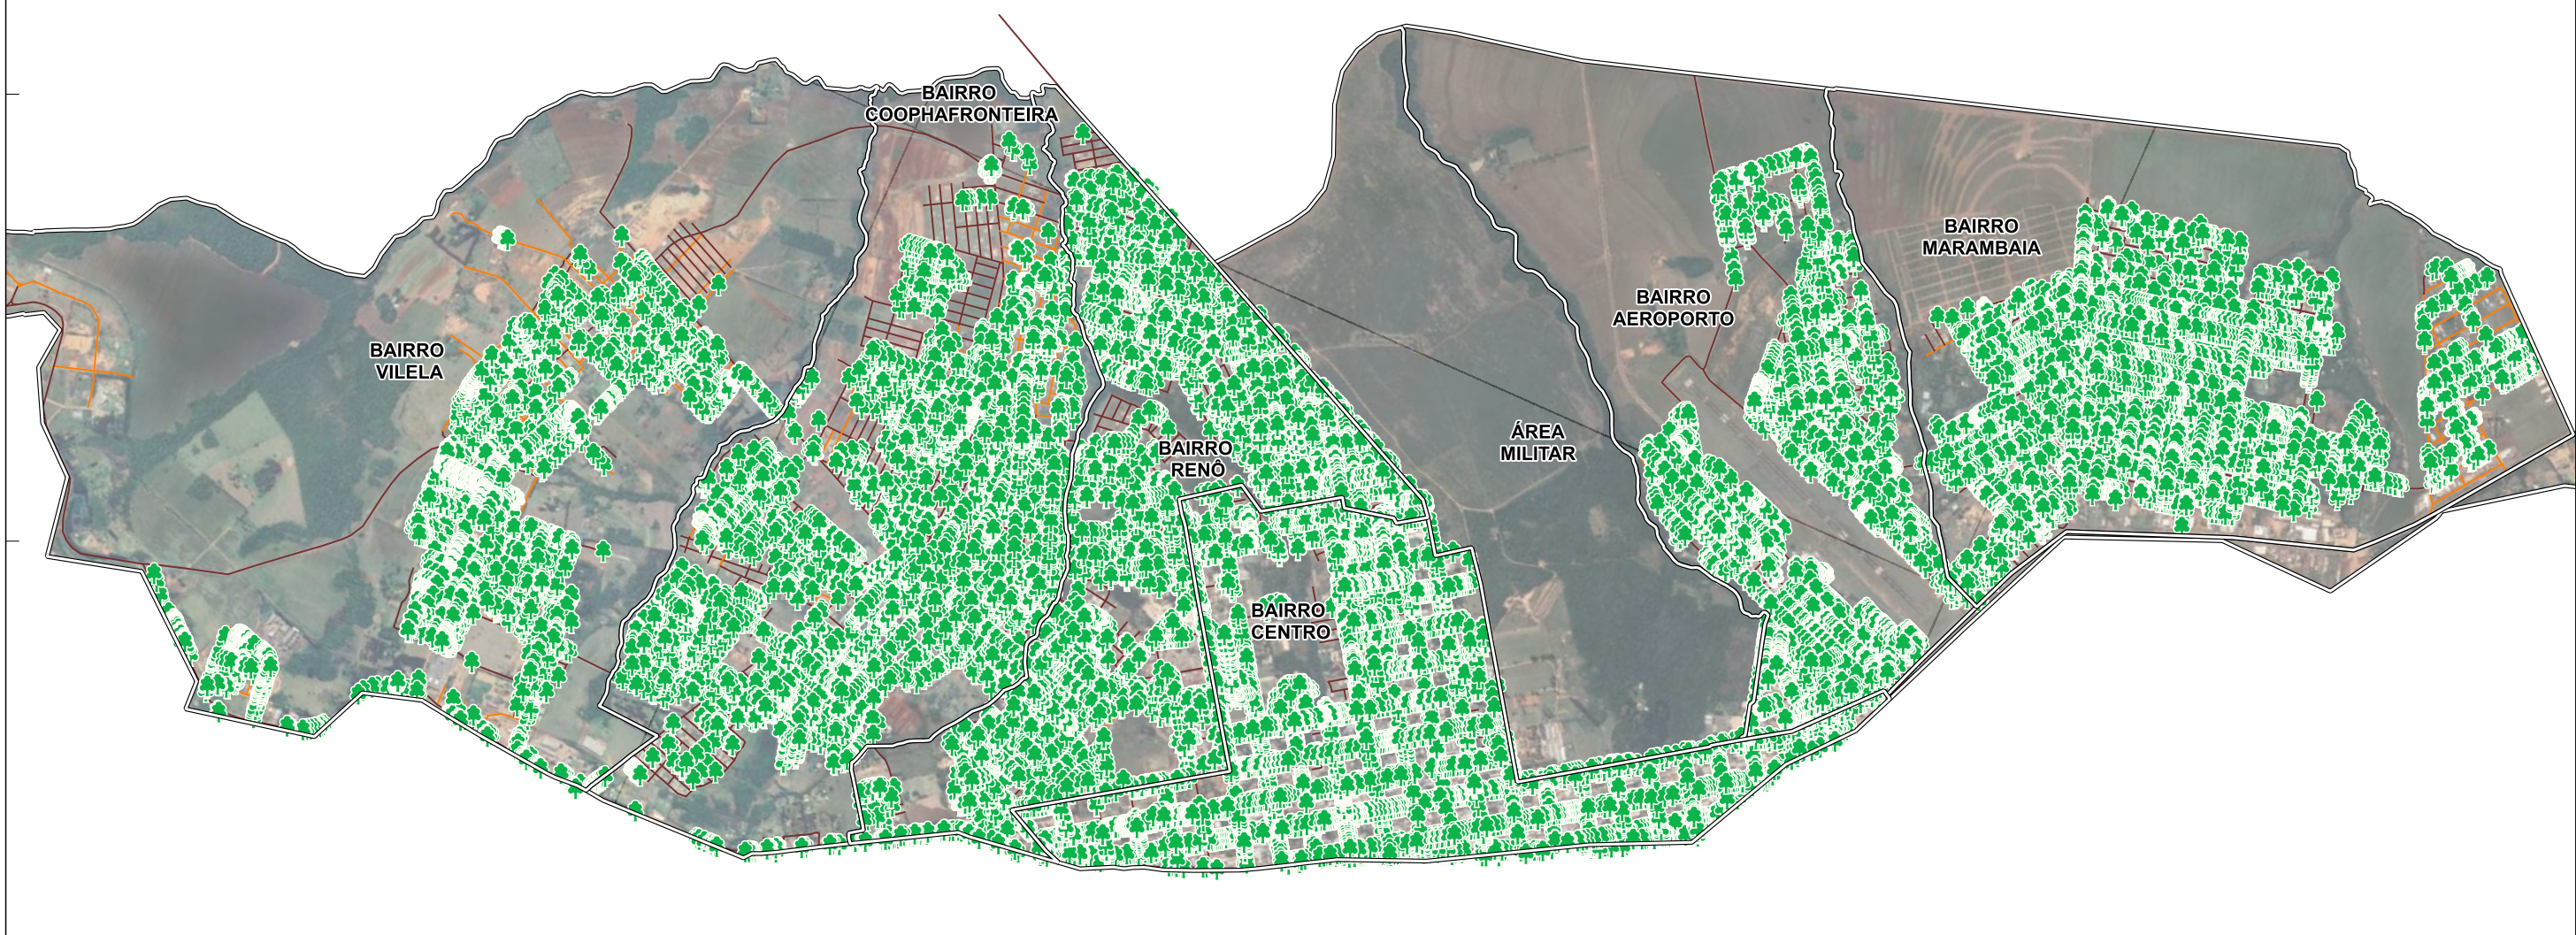 BAIRRO
COOPHAFRONTEIRA
BAIRRO
VILELA
BAIRRO
RENÔ
BAIRRO
CENTRO
ÁREA
MILITAR
BAIRRO
AEROPORTO
BAIRRO
MARAMBAIA